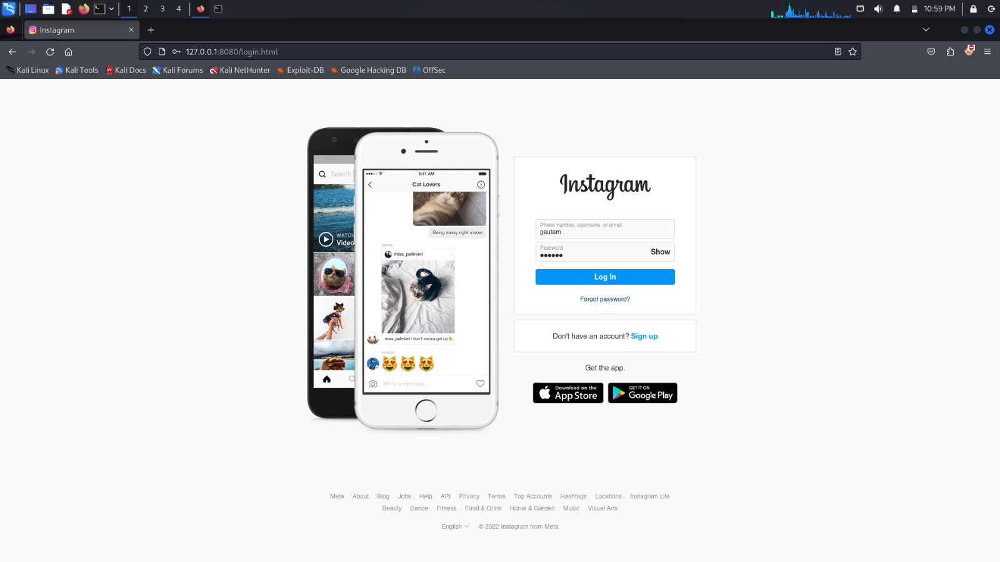 1 2 3 4 10:59 PM
Instagram
127.0.0.1:8080/login.html
Kali Linux Kali Tools Kali Docs Kali Forums Kali NetHunter Exploit-DB Google Hacking DB OffSec
Search
WATCH
Video
9:41 AM
Cat Lovers
Being sassy right meow
catnap
miss_palmieri
miss_palmieri I don't wanna get up😪
😻😻😻
Write a message...
Instagram
Phone number, username, or email
gautam
Password
●●●●●● Show
Log In
Forgot password?
Don't have an account? Sign up
Get the app.
Download on the
App Store
GET IT ON
Google Play
Meta About Blog Jobs Help API Privacy Terms Top Accounts Hashtags Locations Instagram Lite
Beauty Dance Fitness Food & Drink Home & Garden Music Visual Arts
English © 2022 Instagram from Meta